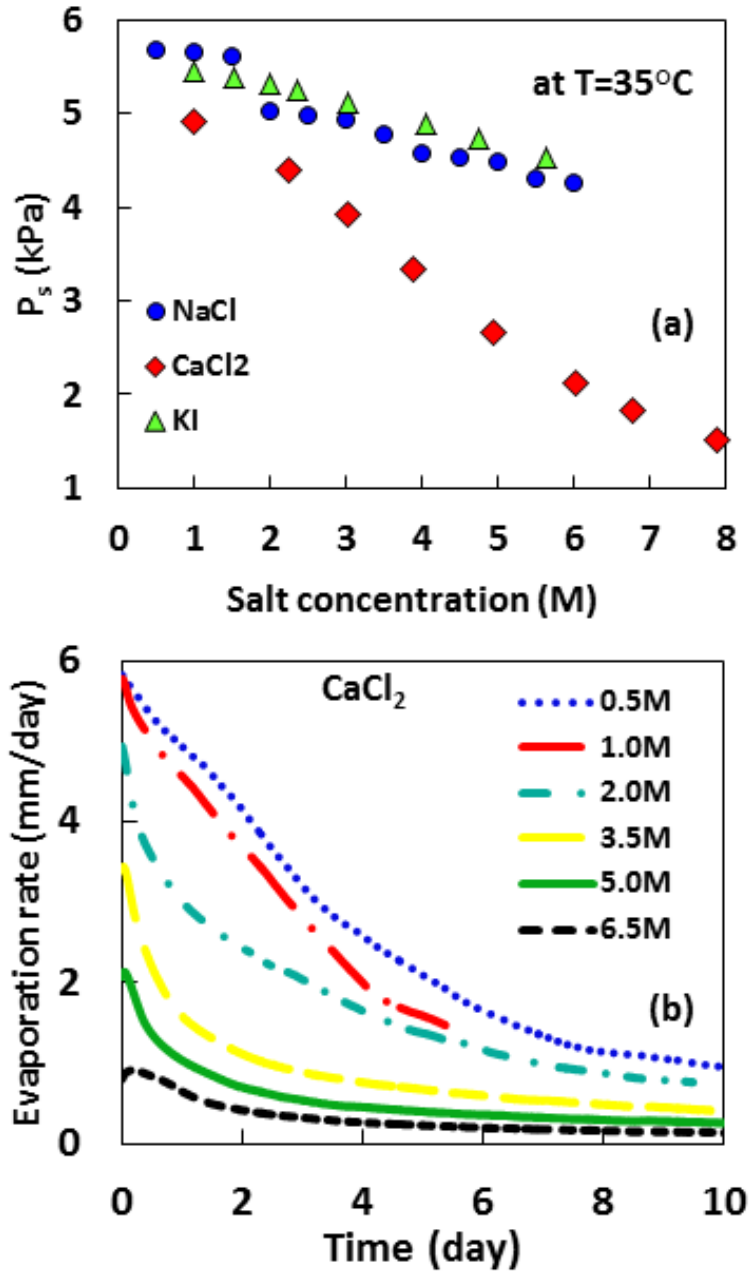 6
5
4
3
2
1
P_s (kPa)
at T=35°C
NaCl
CaCl2
KI
(a)
0 1 2 3 4 5 6 7 8
Salt concentration (M)
6
4
2
0
Evaporation rate (mm/day)
CaCl₂
0.5M
1.0M
2.0M
3.5M
5.0M
6.5M
(b)
0 2 4 6 8 10
Time (day)